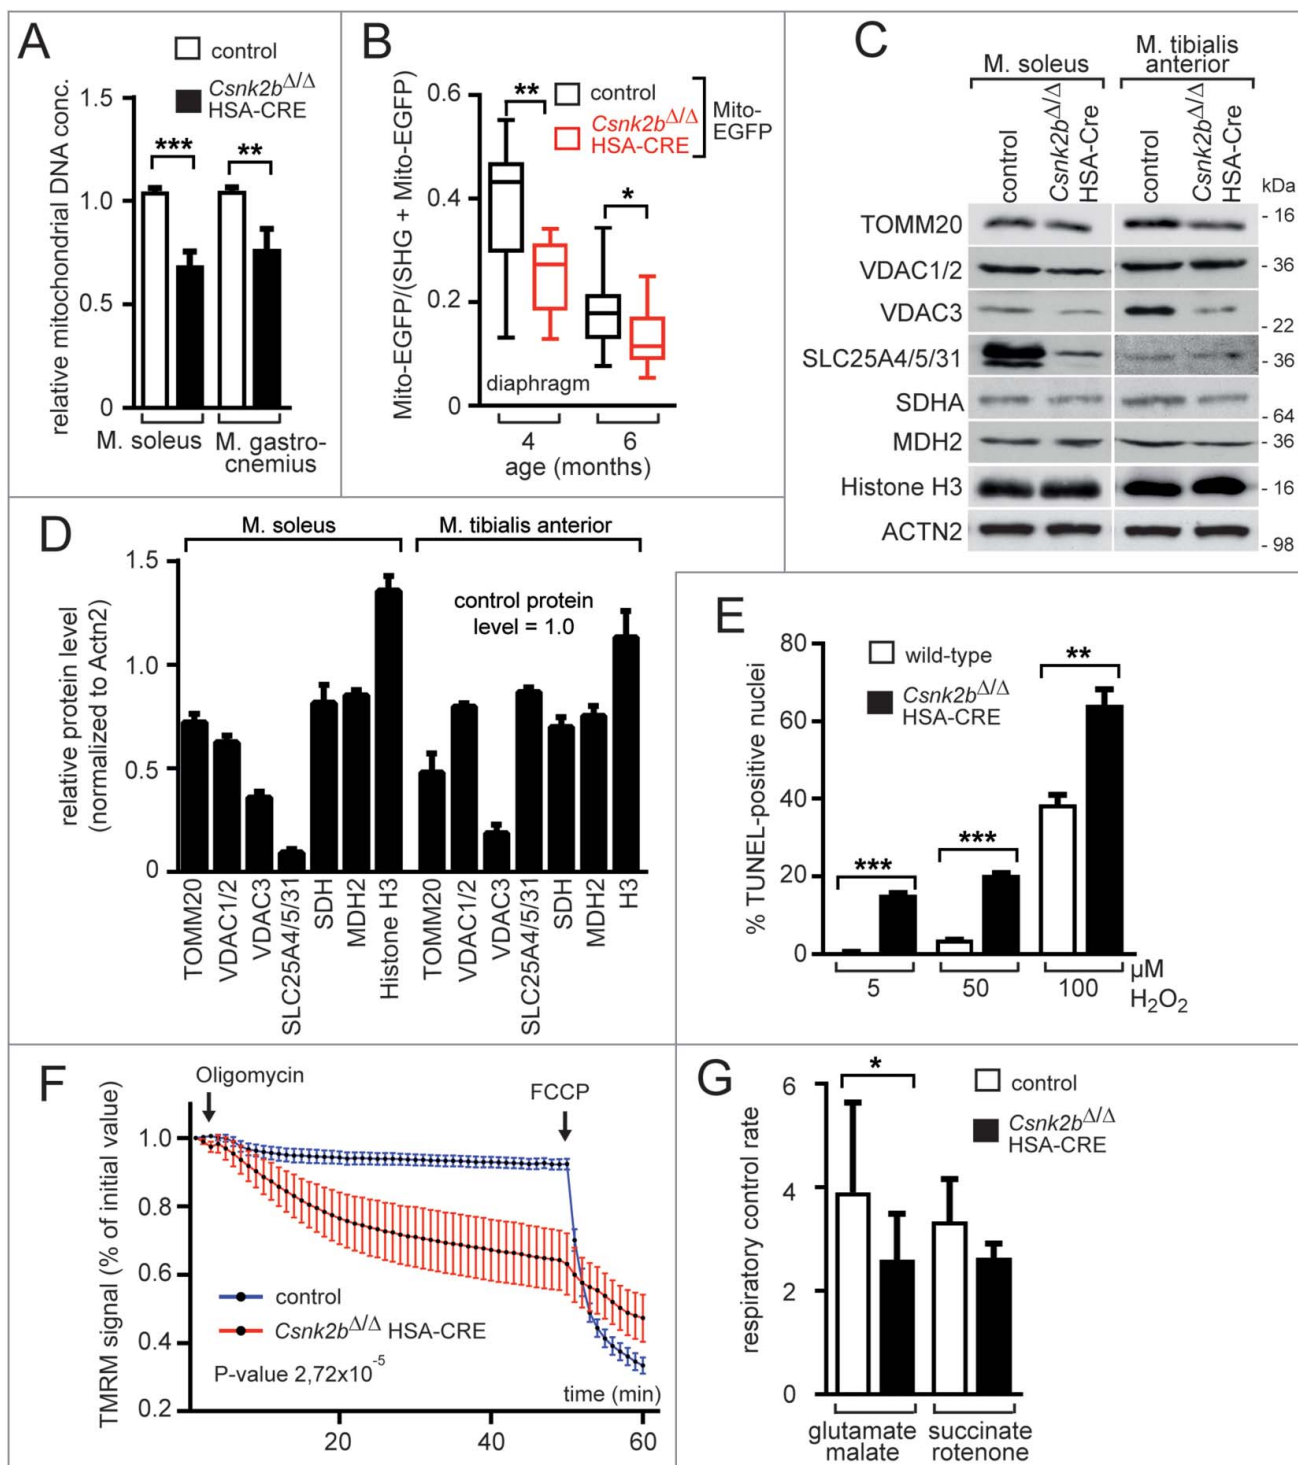 A
control
Csnk2bΔ/Δ
HSA-CRE
relative mitochondrial DNA conc.
1.5
1.0
0.5
0
***
**
M. soleus
M. gastro-
cnemius
B
control
Csnk2bΔ/Δ
HSA-CRE
Mito-
EGFP
Mito-EGFP/(SHG + Mito-EGFP)
0.6
0.4
0.2
0
**
*
diaphragm
4
6
age (months)
C
M. soleus
M. tibialis
anterior
control
Csnk2bΔ/Δ
HSA-Cre
control
Csnk2bΔ/Δ
HSA-Cre
kDa
TOMM20
- 16
VDAC1/2
- 36
VDAC3
- 22
SLC25A4/5/31
- 36
SDHA
- 64
MDH2
- 36
Histone H3
- 16
ACTN2
- 98
D
M. soleus
M. tibialis anterior
relative protein level
(normalized to Actn2)
1.5
1.0
0.5
0
control protein
level = 1.0
TOMM20
VDAC1/2
VDAC3
SLC25A4/5/31
SDH
MDH2
Histone H3
TOMM20
VDAC1/2
VDAC3
SLC25A4/5/31
SDH
MDH2
H3
E
wild-type
Csnk2bΔ/Δ
HSA-CRE
% TUNEL-positive nuclei
80
60
40
20
0
***
***
**
5
50
100
µM
H2O2
F
Oligomycin
FCCP
TMRM signal (% of initial value)
1.0
0.8
0.6
0.4
0.2
control
Csnk2bΔ/Δ HSA-CRE
P-value 2,72x10-5
time (min)
20
40
60
G
control
Csnk2bΔ/Δ
HSA-CRE
respiratory control rate
6
4
2
0
*
glutamate
malate
succinate
rotenone